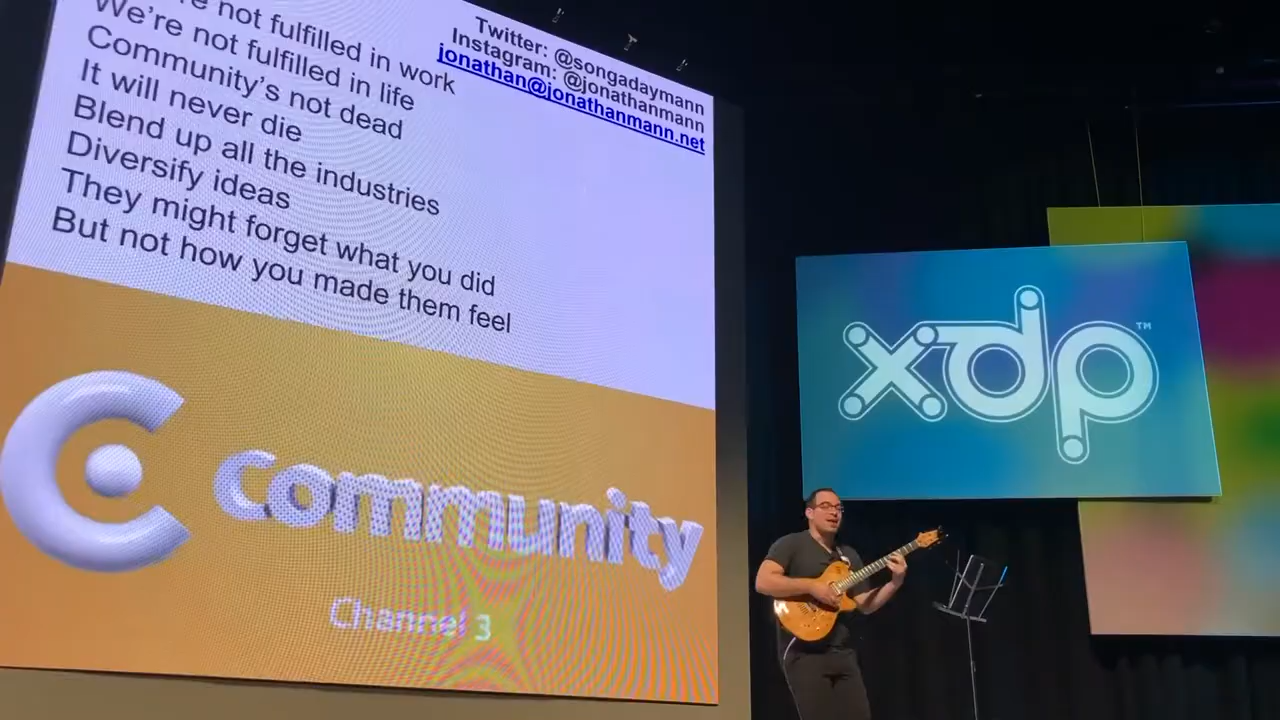 not fulfilled in work
We're not fulfilled in life
Community's not dead
It will never die
Blend up all the industries
Diversify ideas
They might forget what you did
But not how you made them feel
Twitter: @songadaymann
Instagram: @jonathanmann
jonathan@jonathanmann.net
community
Channel 3
xdp™